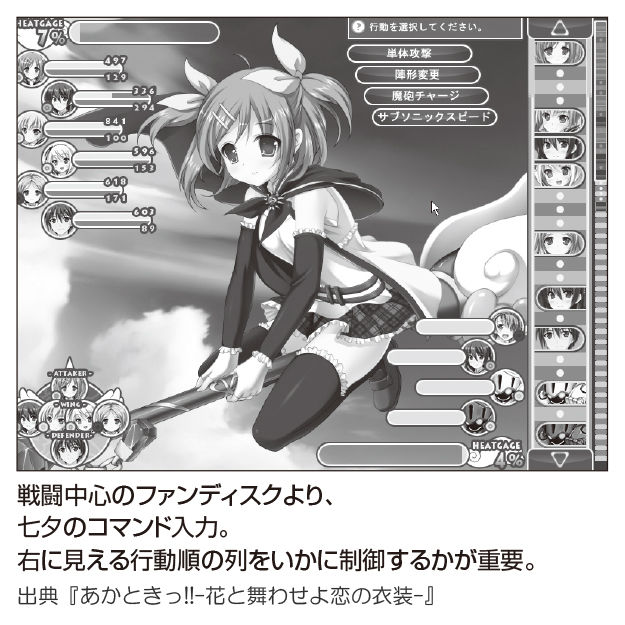 HEATGAGE
7%
497
129
336
294
841
100
596
153
618
171
603
89
? 行動を選択してください。
単体攻撃
陣形変更
魔砲チャージ
サブソニックスピード
ATTAKER
WING
DEFENDER
HEATGAGE
4%
戦闘中心のファンディスクより、
七夕のコマンド入力。
右に見える行動順の列をいかに制御するかが重要。
出典『あかときっ!!-花と舞わせよ恋の衣装-』